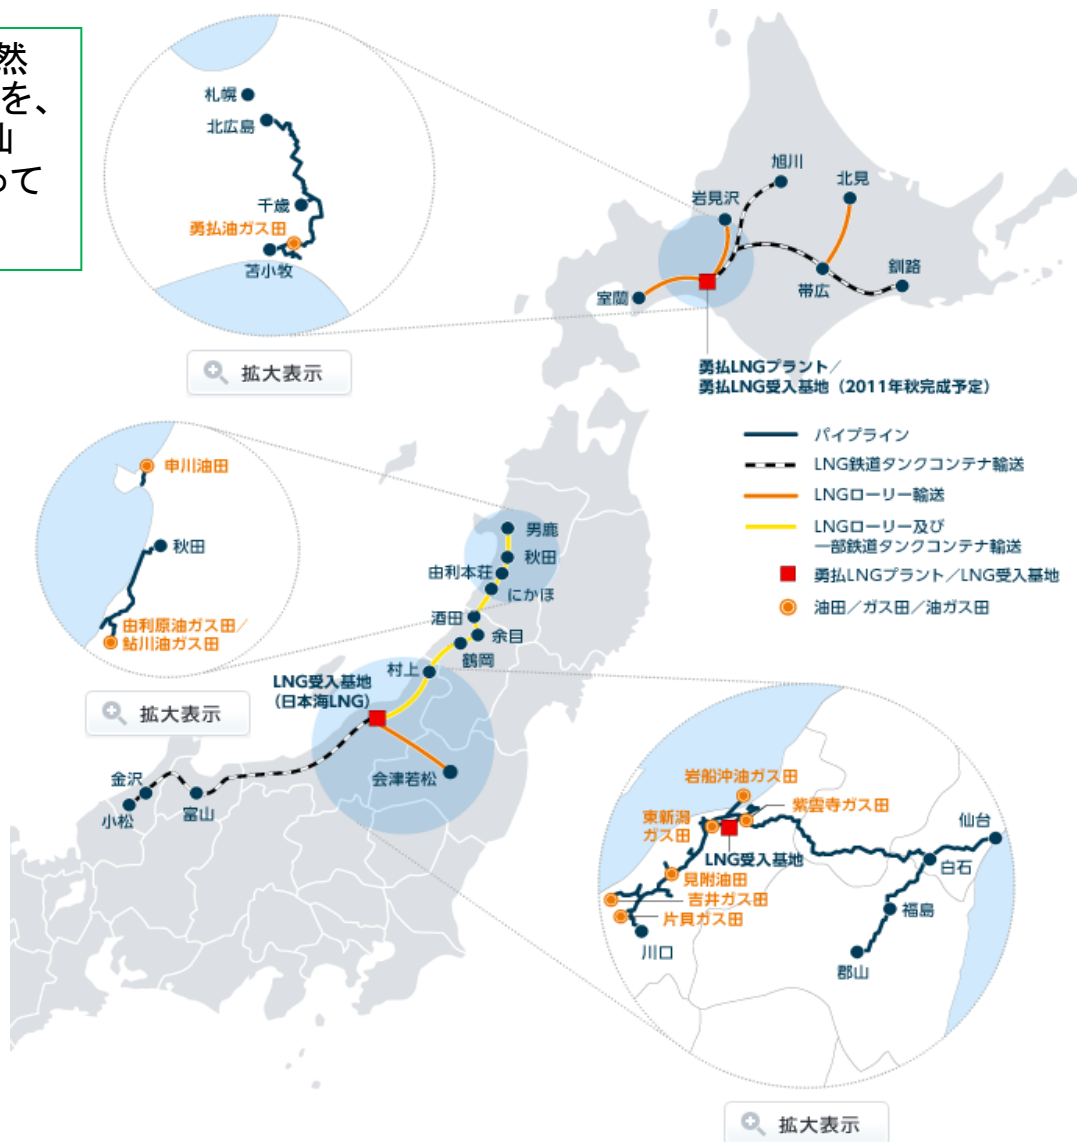 然
を、
山
って
札幌
北広島
千歳
勇払油ガス田
苫小牧
拡大表示
旭川
北見
岩見沢
釧路
帯広
室蘭
勇払LNGプラント/
勇払LNG受入基地(2011年秋完成予定)
パイプライン
LNG鉄道タンクコンテナ輸送
LNGローリー輸送
LNGローリー及び
一部鉄道タンクコンテナ輸送
勇払LNGプラント/LNG受入基地
油田/ガス田/油ガス田
申川油田
秋田
由利原油ガス田/
鮎川油ガス田
拡大表示
男鹿
秋田
由利本荘
にかほ
酒田
余目
鶴岡
村上
LNG受入基地
(日本海LNG)
会津若松
金沢
小松
富山
岩船沖油ガス田
紫雲寺ガス田
東新潟
ガス田
仙台
LNG受入基地
白石
見附油田
吉井ガス田
片貝ガス田
福島
川口
郡山
拡大表示